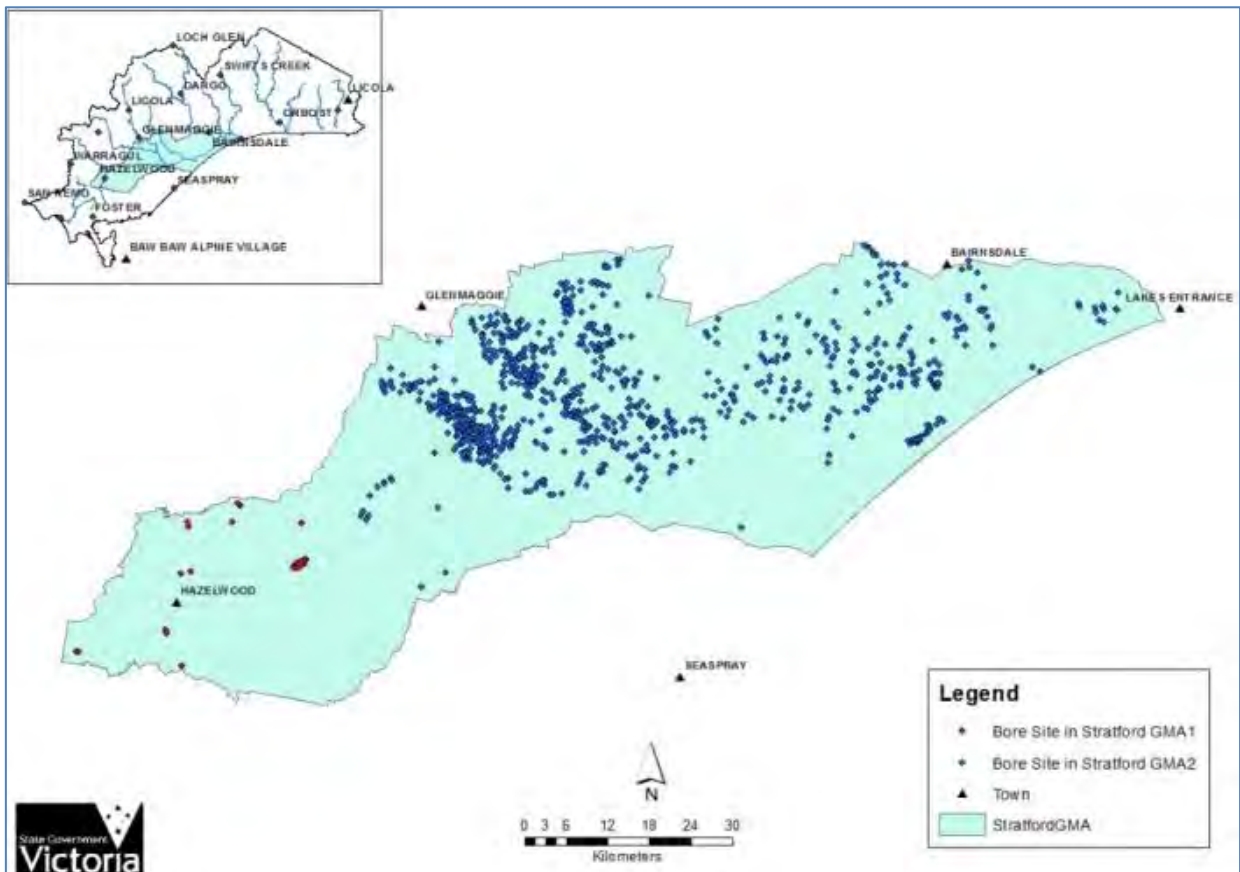 LOCH GLEN
SWIFTS CREEK
DARGO
LICOLA
LICOLA
ORBOST
GLENMAGGIE
BAIRNSDALE
WARRAGUL
HAZELWOOD
SEASPRAY
SAN REMO
FOSTER
BAW BAW ALPINE VILLAGE
BAIRNSDALE
GLENMAGGIE
LAKES ENTRANCE
HAZELWOOD
SEASPRAY
Legend
Bore Site in Stratford GMA1
Bore Site in Stratford GMA2
Town
StratfordGMA
N
0 3 6 12 18 24 30
Kilometers
State Government
Victoria